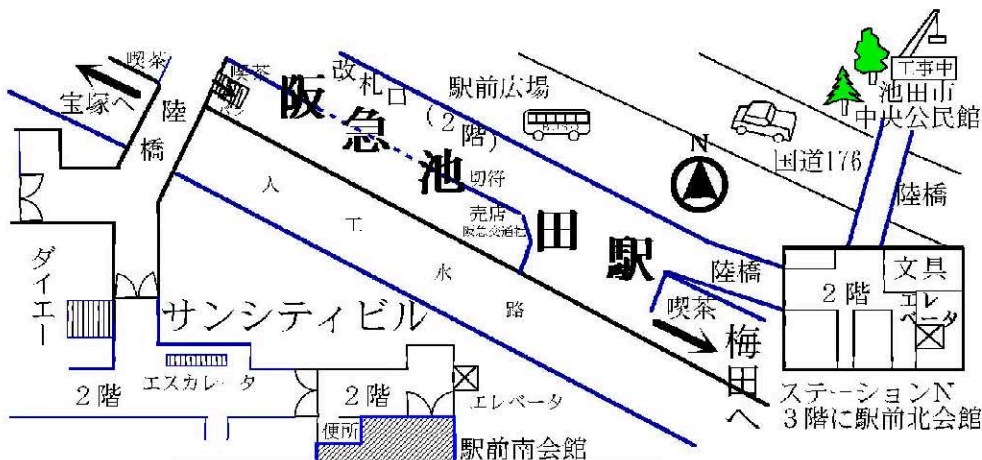 喫茶
宝塚へ
陸橋
喫茶
パン
阪急池田駅
改札口(2階)
駅前広場
工事中
池田市
中央公民館
国道176
N
陸橋
切符
売店
阪急交通社
人工水路
陸橋
喫茶
梅田へ
文具
2階
エレベータ
ステーションN
3階に駅前北会館
ダイエー
サンシティビル
エスカレータ
2階
2階
エレベータ
便所
駅前南会館